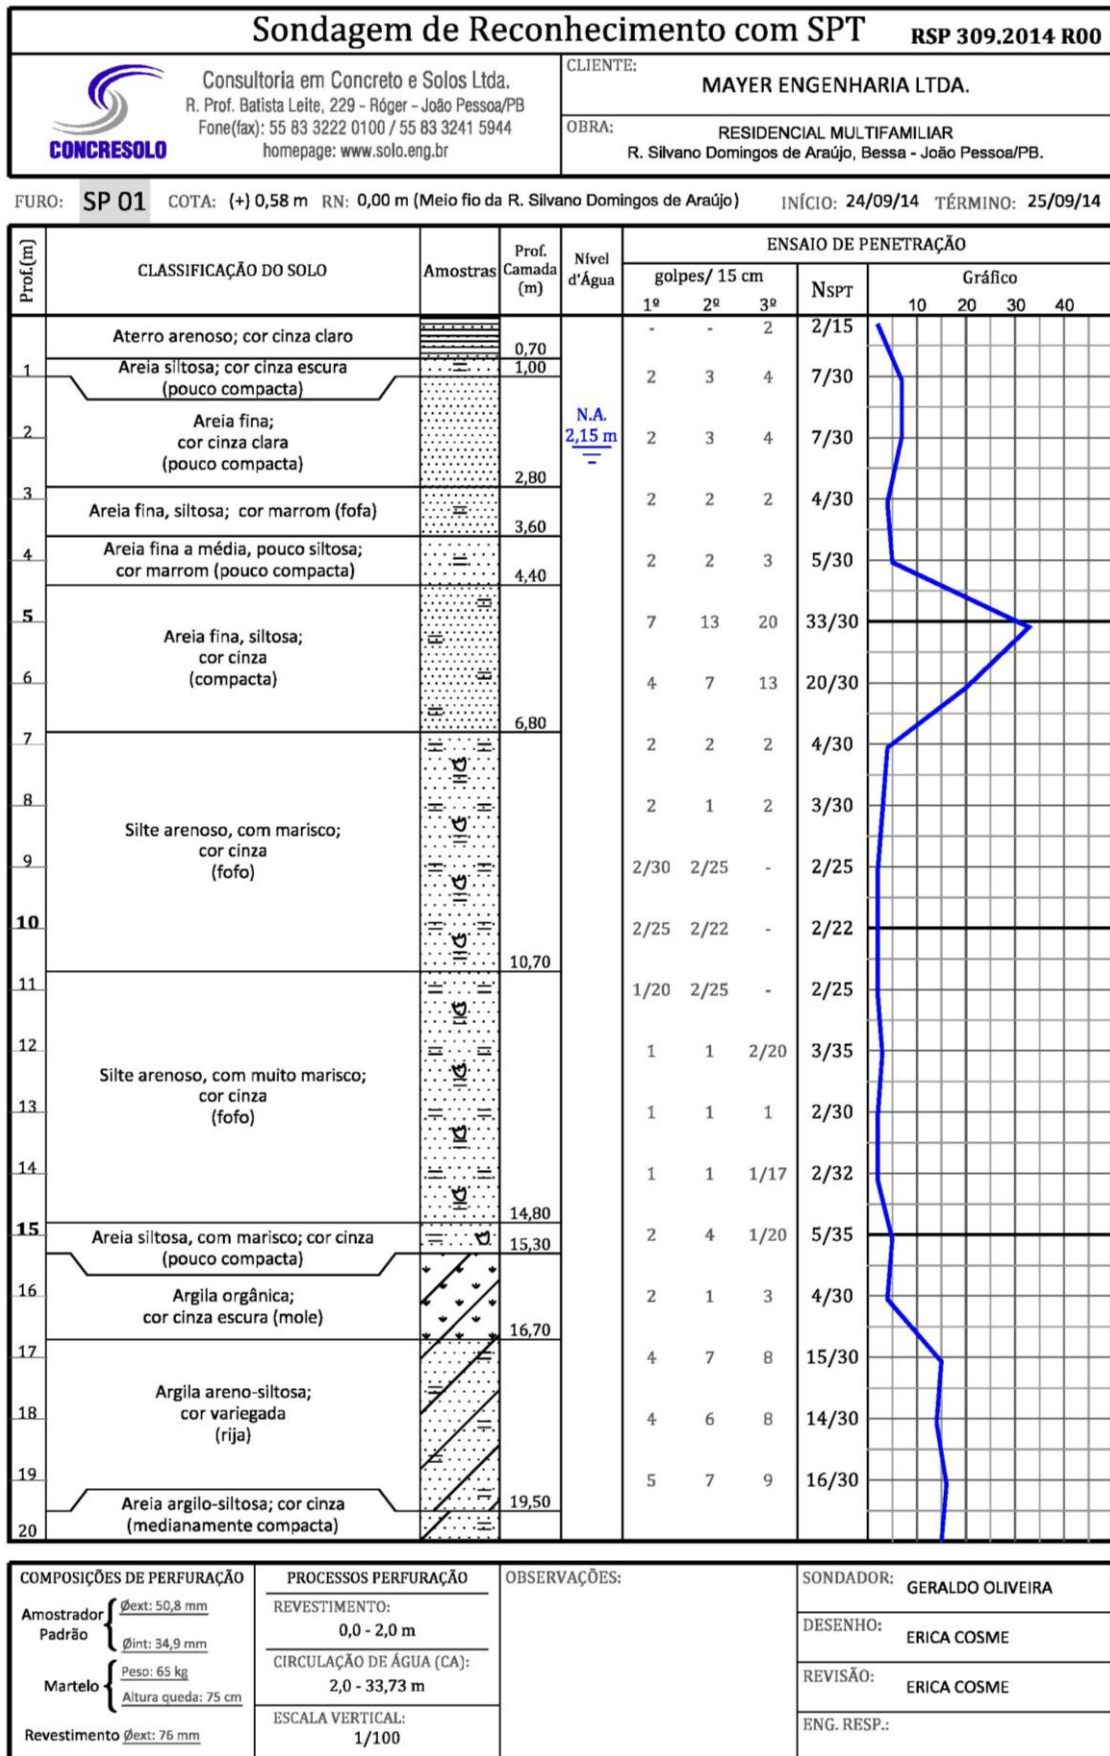 Sondagem de Reconhecimento com SPT RSP 309.2014 R00
CONCRESOLO
Consultoria em Concreto e Solos Ltda.
R. Prof. Batista Leite, 229 - Róger - João Pessoa/PB
Fone(fax): 55 83 3222 0100 / 55 83 3241 5944
homepage: www.solo.eng.br
CLIENTE:
MAYER ENGENHARIA LTDA.
OBRA:
RESIDENCIAL MULTIFAMILIAR
R. Silvano Domingos de Araújo, Bessa - João Pessoa/PB.
FURO: SP 01 COTA: (+) 0,58 m RN: 0,00 m (Meio fio da R. Silvano Domingos de Araújo) INÍCIO: 24/09/14 TÉRMINO: 25/09/14
Prof.(m)
CLASSIFICAÇÃO DO SOLO
Amostras
Prof.
Camada
(m)
Nível
d'Água
ENSAIO DE PENETRAÇÃO
golpes/ 15 cm
1º 2º 3º
NSPT
Gráfico
10 20 30 40
Aterro arenoso; cor cinza claro
0,70
- - 2 2/15
1
Areia siltosa; cor cinza escura
(pouco compacta)
1,00
2 3 4 7/30
2
Areia fina;
cor cinza clara
(pouco compacta)
2,80
N.A.
2,15 m
2 3 4 7/30
3
Areia fina, siltosa; cor marrom (fofa)
3,60
2 2 2 4/30
4
Areia fina a média, pouco siltosa;
cor marrom (pouco compacta)
4,40
2 2 3 5/30
5
7 13 20 33/30
Areia fina, siltosa;
cor cinza
(compacta)
6
4 7 13 20/30
6,80
7
2 2 2 4/30
8
2 1 2 3/30
Silte arenoso, com marisco;
cor cinza
(fofo)
9
2/30 2/25 - 2/25
10
2/25 2/22 - 2/22
10,70
11
1/20 2/25 - 2/25
12
1 1 2/20 3/35
Silte arenoso, com muito marisco;
cor cinza
(fofo)
13
1 1 1 2/30
14
1 1 1/17 2/32
14,80
15
Areia siltosa, com marisco; cor cinza
(pouco compacta)
15,30
2 4 1/20 5/35
16
Argila orgânica;
cor cinza escura (mole)
16,70
2 1 3 4/30
17
4 7 8 15/30
Argila areno-siltosa;
cor variegada
(rija)
18
4 6 8 14/30
19
5 7 9 16/30
19,50
Areia argilo-siltosa; cor cinza
(medianamente compacta)
20
COMPOSIÇÕES DE PERFURAÇÃO
Amostrador
Padrão
Øext: 50,8 mm
Øint: 34,9 mm
Martelo
Peso: 65 kg
Altura queda: 75 cm
Revestimento Øext: 76 mm
PROCESSOS PERFURAÇÃO
REVESTIMENTO:
0,0 - 2,0 m
CIRCULAÇÃO DE ÁGUA (CA):
2,0 - 33,73 m
ESCALA VERTICAL:
1/100
OBSERVAÇÕES:
SONDADOR: GERALDO OLIVEIRA
DESENHO: ERICA COSME
REVISÃO: ERICA COSME
ENG. RESP.: